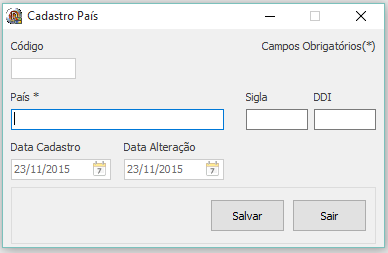 Cadastro País
Código
Campos Obrigatórios(*)
País *
Sigla
DDI
Data Cadastro
Data Alteração
23/11/2015
23/11/2015
Salvar
Sair